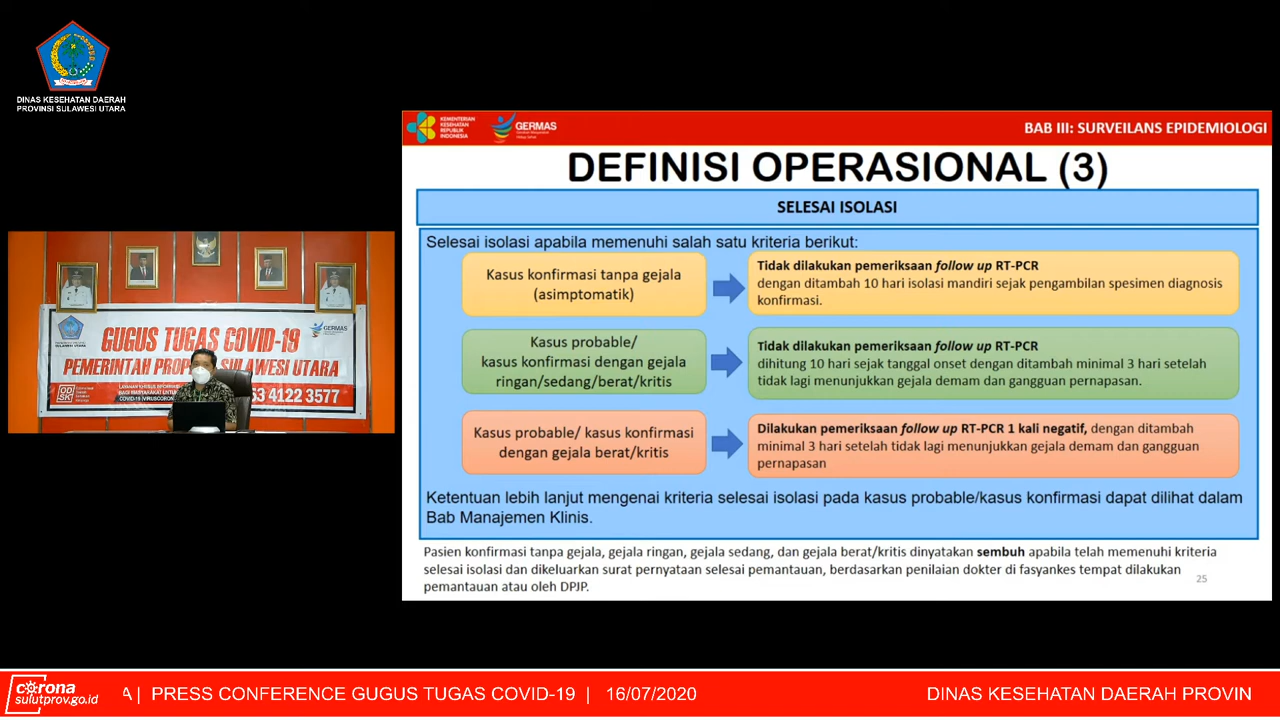 DINAS KESEHATAN DAERAH
PROVINSI SULAWESI UTARA
KEMENTERIAN
KESEHATAN
REPUBLIK
INDONESIA
GERMAS
BAB III: SURVEILANS EPIDEMIOLOGI
DEFINISI OPERASIONAL (3)
SELESAI ISOLASI
Selesai isolasi apabila memenuhi salah satu kriteria berikut:
Kasus konfirmasi tanpa gejala
(asimptomatik)
Tidak dilakukan pemeriksaan follow up RT-PCR
dengan ditambah 10 hari isolasi mandiri sejak pengambilan spesimen diagnosis
konfirmasi.
Kasus probable/
kasus konfirmasi dengan gejala
ringan/sedang/berat/kritis
Tidak dilakukan pemeriksaan follow up RT-PCR
dihitung 10 hari sejak tanggal onset dengan ditambah minimal 3 hari setelah
tidak lagi menunjukkan gejala demam dan gangguan pernapasan.
Kasus probable/ kasus konfirmasi
dengan gejala berat/kritis
Dilakukan pemeriksaan follow up RT-PCR 1 kali negatif, dengan ditambah
minimal 3 hari setelah tidak lagi menunjukkan gejala demam dan gangguan
pernapasan
Ketentuan lebih lanjut mengenai kriteria selesai isolasi pada kasus probable/kasus konfirmasi dapat dilihat dalam
Bab Manajemen Klinis.
Pasien konfirmasi tanpa gejala, gejala ringan, gejala sedang, dan gejala berat/kritis dinyatakan sembuh apabila telah memenuhi kriteria
selesai isolasi dan dikeluarkan surat pernyataan selesai pemantauan, berdasarkan penilaian dokter di fasyankes tempat dilakukan
pemantauan atau oleh DPJP.
25
GERMAS
GUGUS TUGAS COVID-19
PEMERINTAH PROP SULAWESI UTARA
53 4122 3577
corona
sulutprov.go.id
A | PRESS CONFERENCE GUGUS TUGAS COVID-19 | 16/07/2020
DINAS KESEHATAN DAERAH PROVIN